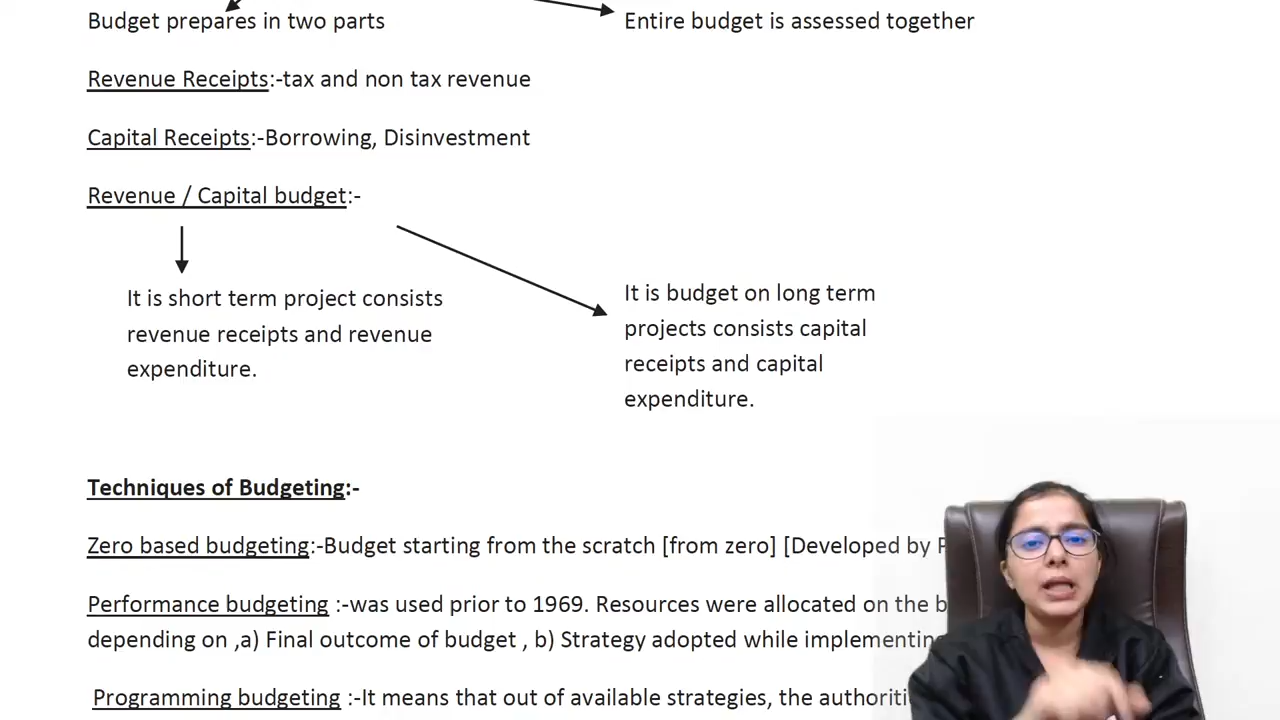 Budget prepares in two parts
Entire budget is assessed together
Revenue Receipts:-tax and non tax revenue
Capital Receipts:-Borrowing, Disinvestment
Revenue / Capital budget:-
It is short term project consists
revenue receipts and revenue
expenditure.
It is budget on long term
projects consists capital
receipts and capital
expenditure.
Techniques of Budgeting:-
Zero based budgeting:-Budget starting from the scratch [from zero] [Developed by
Performance budgeting :-was used prior to 1969. Resources were allocated on the
depending on ,a) Final outcome of budget , b) Strategy adopted while
Programming budgeting :-It means that out of available strategies, the